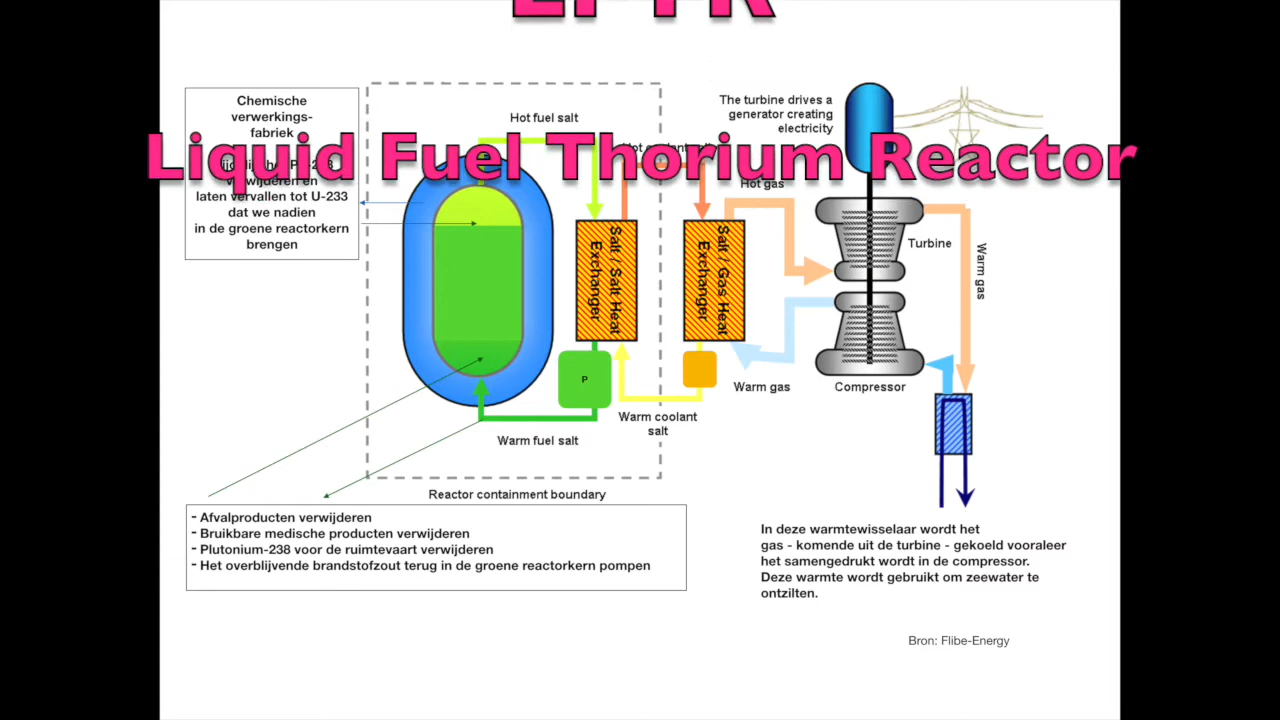 Liquid Fuel Thorium Reactor
Chemische
verwerkings-
fabriek
verwijderen en
laten vervallen tot U-233
dat we nadien
in de groene reactorkern
brengen
Hot fuel salt
The turbine drives a
generator creating
electricity
Hot gas
Salt / Salt Heat
Exchanger
Salt / Gas Heat
Exchanger
Turbine
Warm gas
P
Warm gas
Compressor
Warm coolant
salt
Warm fuel salt
Reactor containment boundary
- Afvalproducten verwijderen
- Bruikbare medische producten verwijderen
- Plutonium-238 voor de ruimtevaart verwijderen
- Het overblijvende brandstofzout terug in de groene reactorkern pompen
In deze warmtewisselaar wordt het
gas - komende uit de turbine - gekoeld vooraleer
het samengedrukt wordt in de compressor.
Deze warmte wordt gebruikt om zeewater te
ontzilten.
Bron: Flibe-Energy